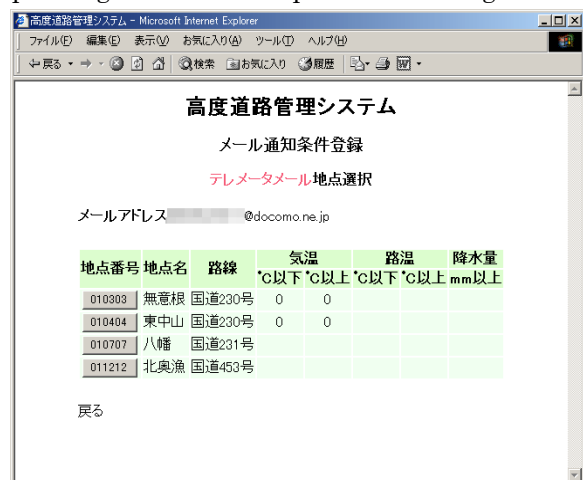 高度道路管理システム - Microsoft Internet Explorer
ファイル(F) 編集(E) 表示(V) お気に入り(A) ツール(T) ヘルプ(H)
戻る 検索 お気に入り 履歴
高度道路管理システム
メール通知条件登録
テレメータメール地点選択
メールアドレス @docomo.ne.jp
地点番号 地点名 路線 気温 路温 降水量
℃以下 ℃以上 ℃以下 ℃以上 mm以上
010303 無意根 国道230号 0 0
010404 東中山 国道230号 0 0
010707 八幡 国道231号
011212 北奥漁 国道453号
戻る